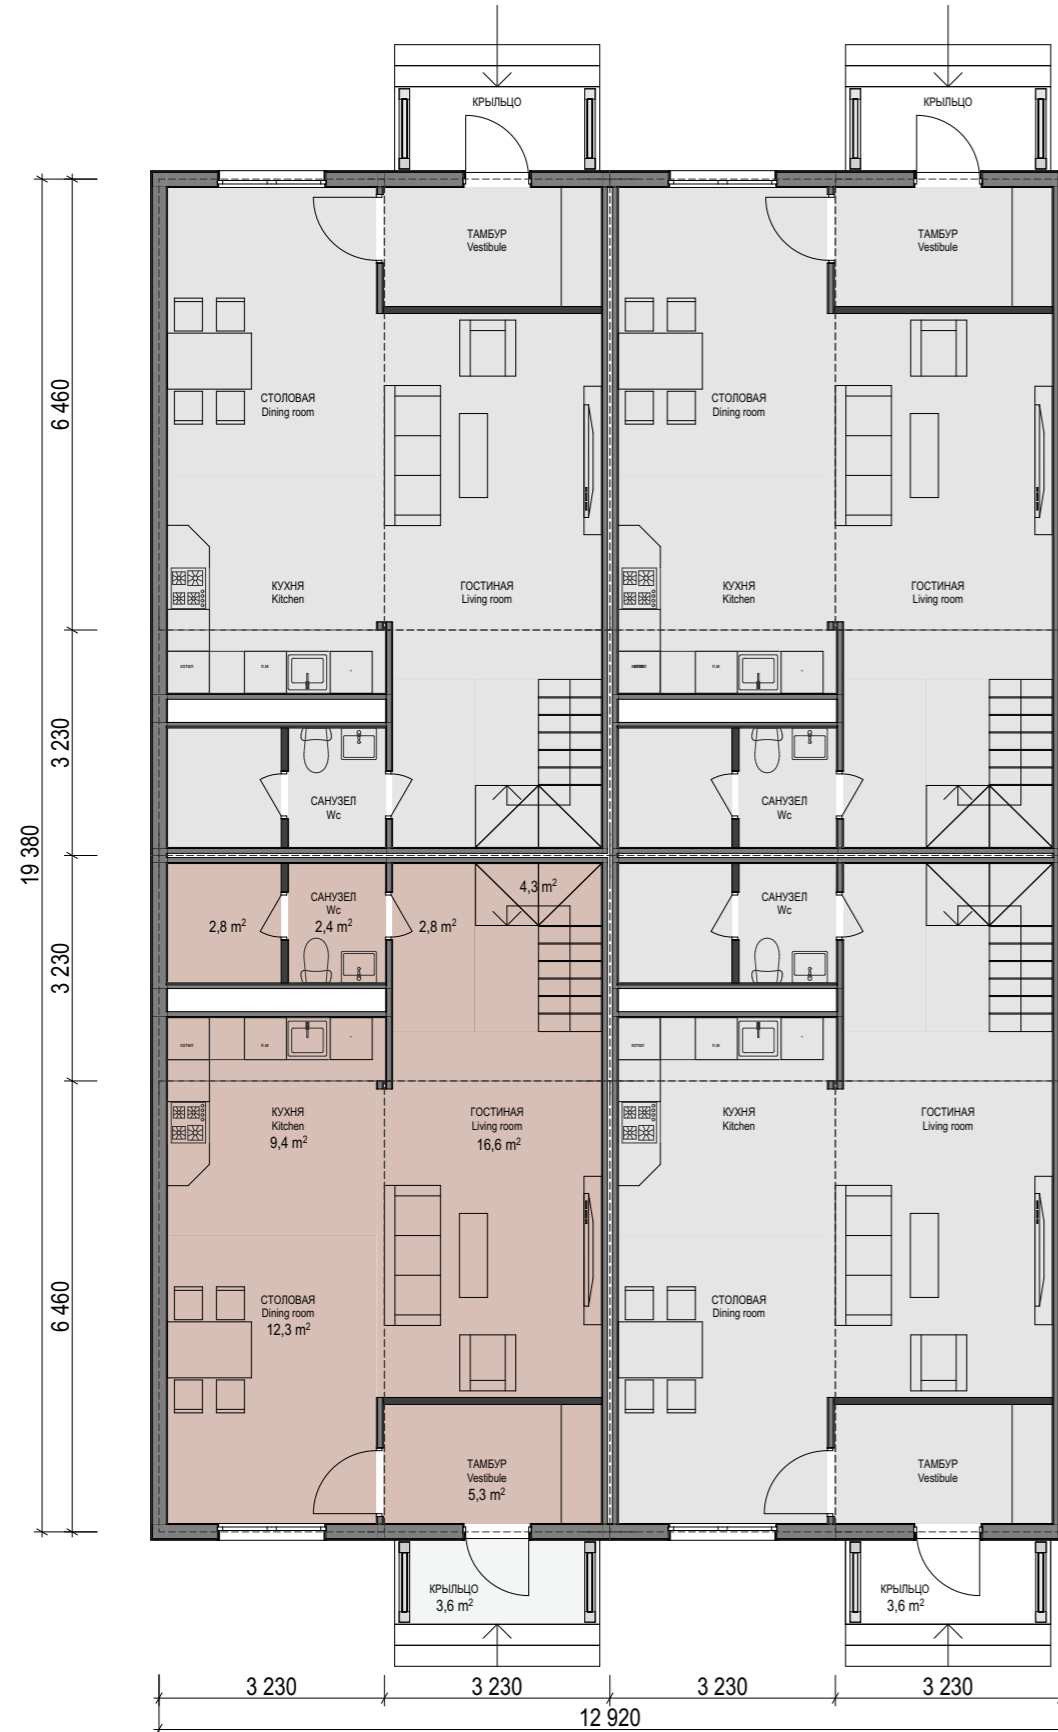 КРЫЛЬЦО
КРЫЛЬЦО
ТАМБУР
Vestibule
ТАМБУР
Vestibule
6 460
СТОЛОВАЯ
Dining room
СТОЛОВАЯ
Dining room
КУХНЯ
Kitchen
ГОСТИНАЯ
Living room
КУХНЯ
Kitchen
ГОСТИНАЯ
Living room
3 230
САНУЗЕЛ
Wc
САНУЗЕЛ
Wc
19 380
4,3 m²
2,8 m²
САНУЗЕЛ
Wc
2,4 m²
2,8 m²
САНУЗЕЛ
Wc
3 230
КУХНЯ
Kitchen
9,4 m²
ГОСТИНАЯ
Living room
16,6 m²
КУХНЯ
Kitchen
ГОСТИНАЯ
Living room
6 460
СТОЛОВАЯ
Dining room
12,3 m²
СТОЛОВАЯ
Dining room
ТАМБУР
Vestibule
5,3 m²
ТАМБУР
Vestibule
КРЫЛЬЦО
3,6 m²
КРЫЛЬЦО
3,6 m²
3 230
3 230
3 230
3 230
12 920